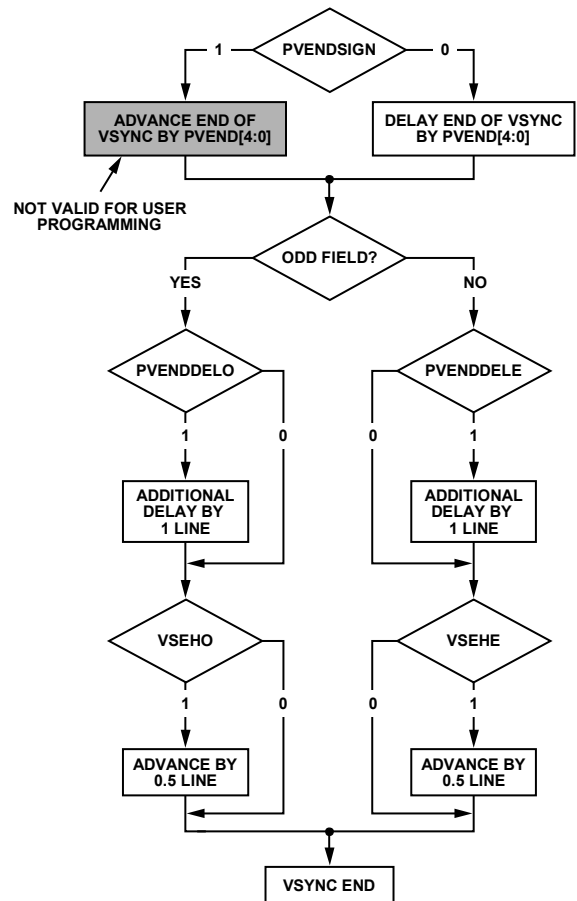 PVENDSIGN
1
0
ADVANCE END OF
VSYNC BY PVEND[4:0]
DELAY END OF VSYNC
BY PVEND[4:0]
NOT VALID FOR USER
PROGRAMMING
ODD FIELD?
YES
NO
PVENDDELO
PVENDDELE
1
0
0
1
ADDITIONAL
DELAY BY
1 LINE
ADDITIONAL
DELAY BY
1 LINE
VSEHO
VSEHE
1
0
0
1
ADVANCE BY
0.5 LINE
ADVANCE BY
0.5 LINE
VSYNC END